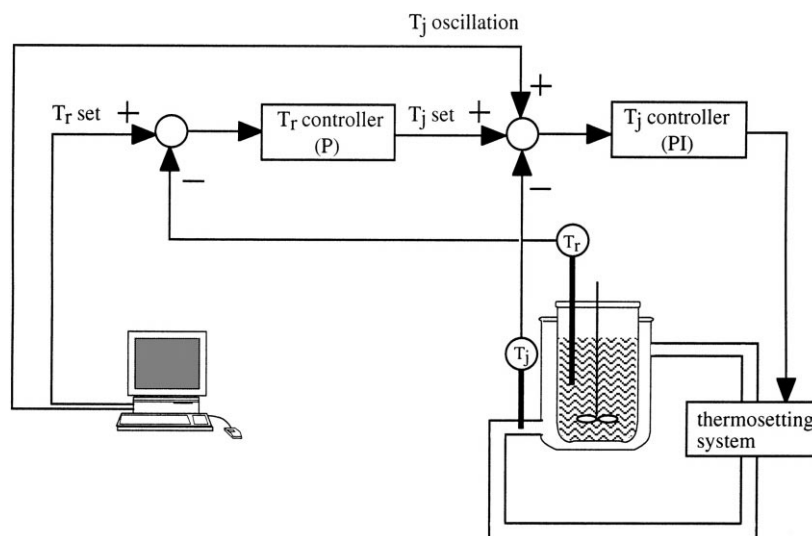 Tj oscillation
+
Tr set
+
Tr controller
(P)
Tj set
+
Tj controller
(PI)
−
−
Tr
Tj
thermosetting
system